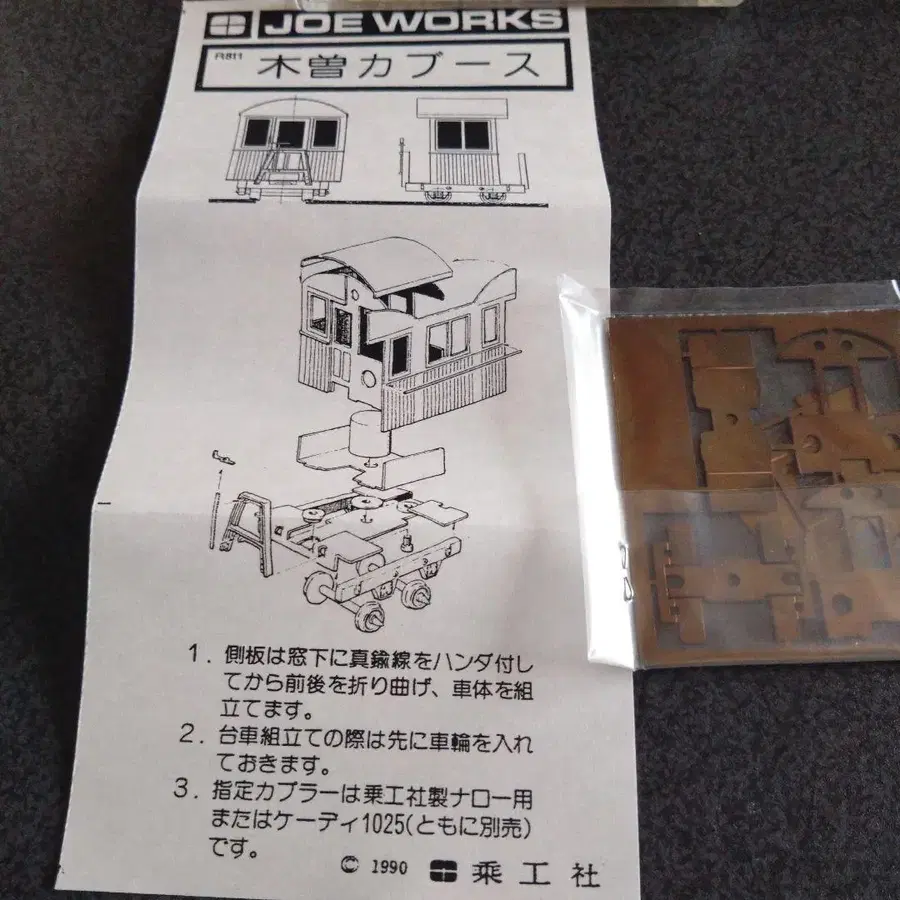 JOE WORKS
R811 木曽カブース
1. 側板は窓下に真鍮線をハンダ付し
てから前後を折り曲げ、車体を組
立てます。
2. 台車組立ての際は先に車輪を入れ
ておきます。
3. 指定カプラーは乗工社製ナロー用
またはケーディ1025(ともに別売)
です。
© 1990 乗工社